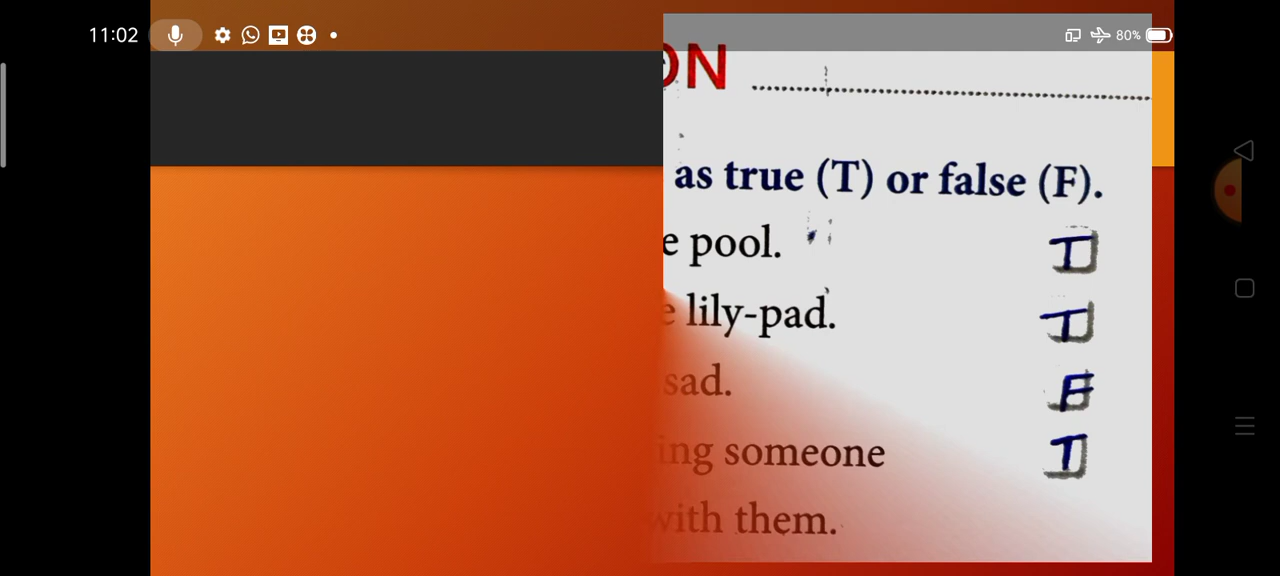 11:02
80%
ON
as true (T) or false (F).
e pool. T
e lily-pad. T
sad. F
ing someone T
with them.